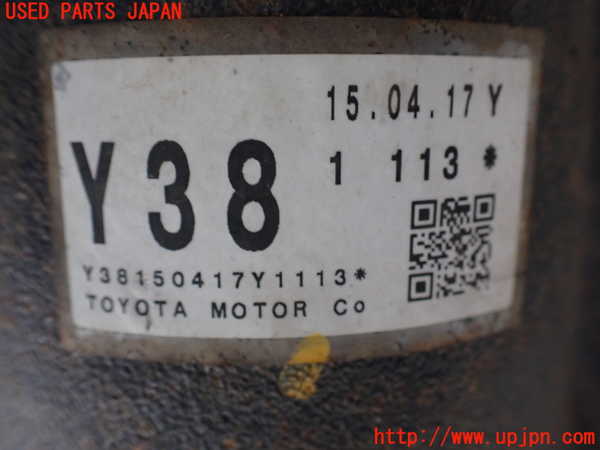 USED PARTS JAPAN
15.04.17 Y
Y38 1 113*
Y38150417Y1113*
TOYOTA MOTOR Co
http://www.upjpn.com/